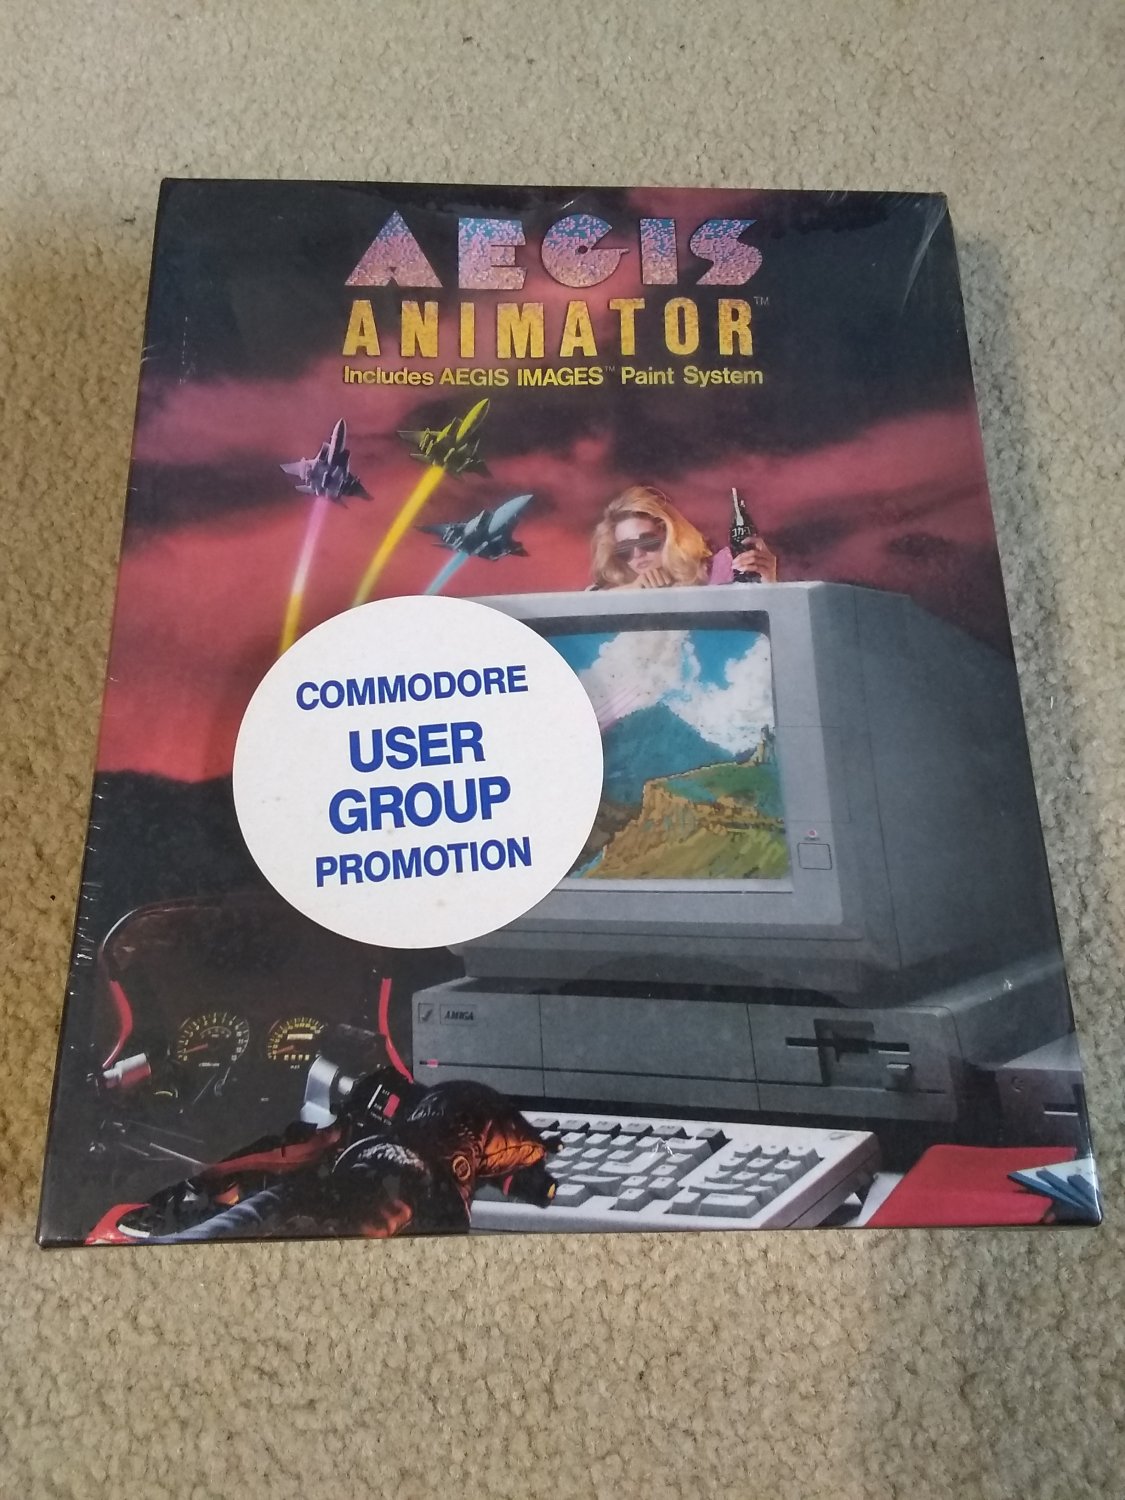 AEGIS
ANIMATOR™
Includes AEGIS IMAGES™ Paint System
COMMODORE
USER
GROUP
PROMOTION
AMIGA